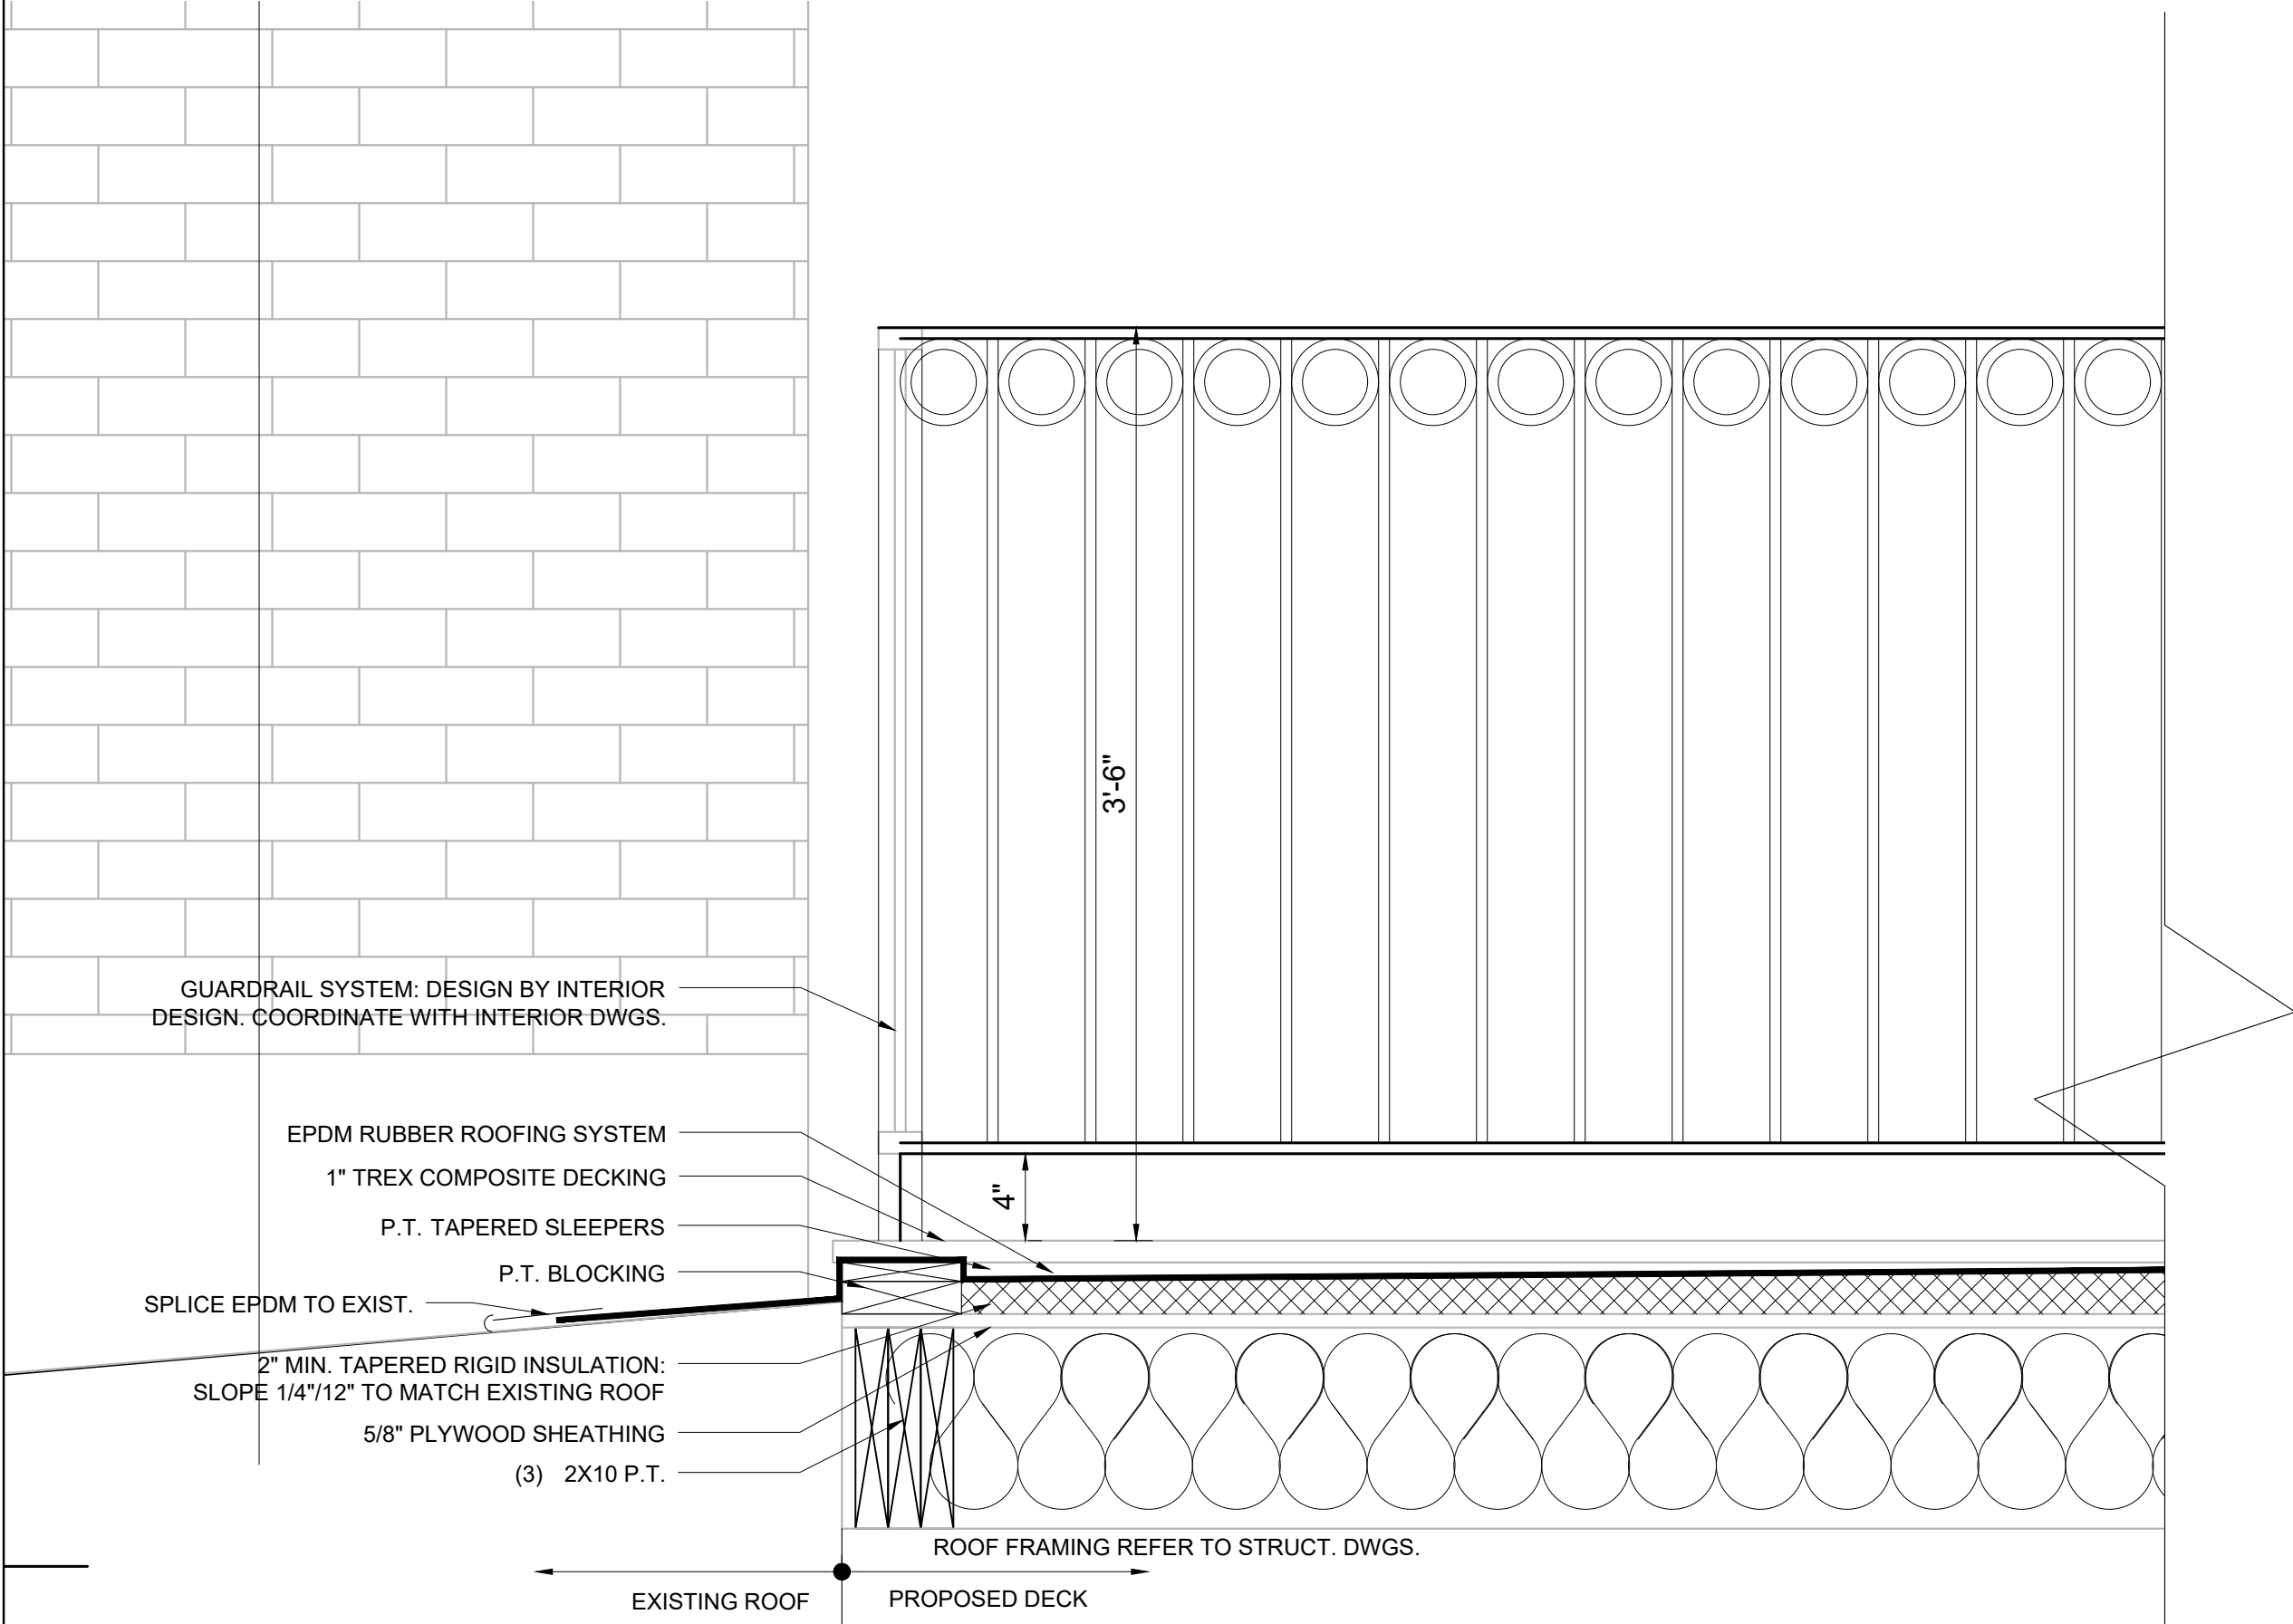 3'-6"
GUARDRAIL SYSTEM: DESIGN BY INTERIOR
DESIGN. COORDINATE WITH INTERIOR DWGS.
EPDM RUBBER ROOFING SYSTEM
1" TREX COMPOSITE DECKING
4"
P.T. TAPERED SLEEPERS
P.T. BLOCKING
SPLICE EPDM TO EXIST.
2" MIN. TAPERED RIGID INSULATION:
SLOPE 1/4"/12" TO MATCH EXISTING ROOF
5/8" PLYWOOD SHEATHING
(3) 2X10 P.T.
ROOF FRAMING REFER TO STRUCT. DWGS.
EXISTING ROOF
PROPOSED DECK